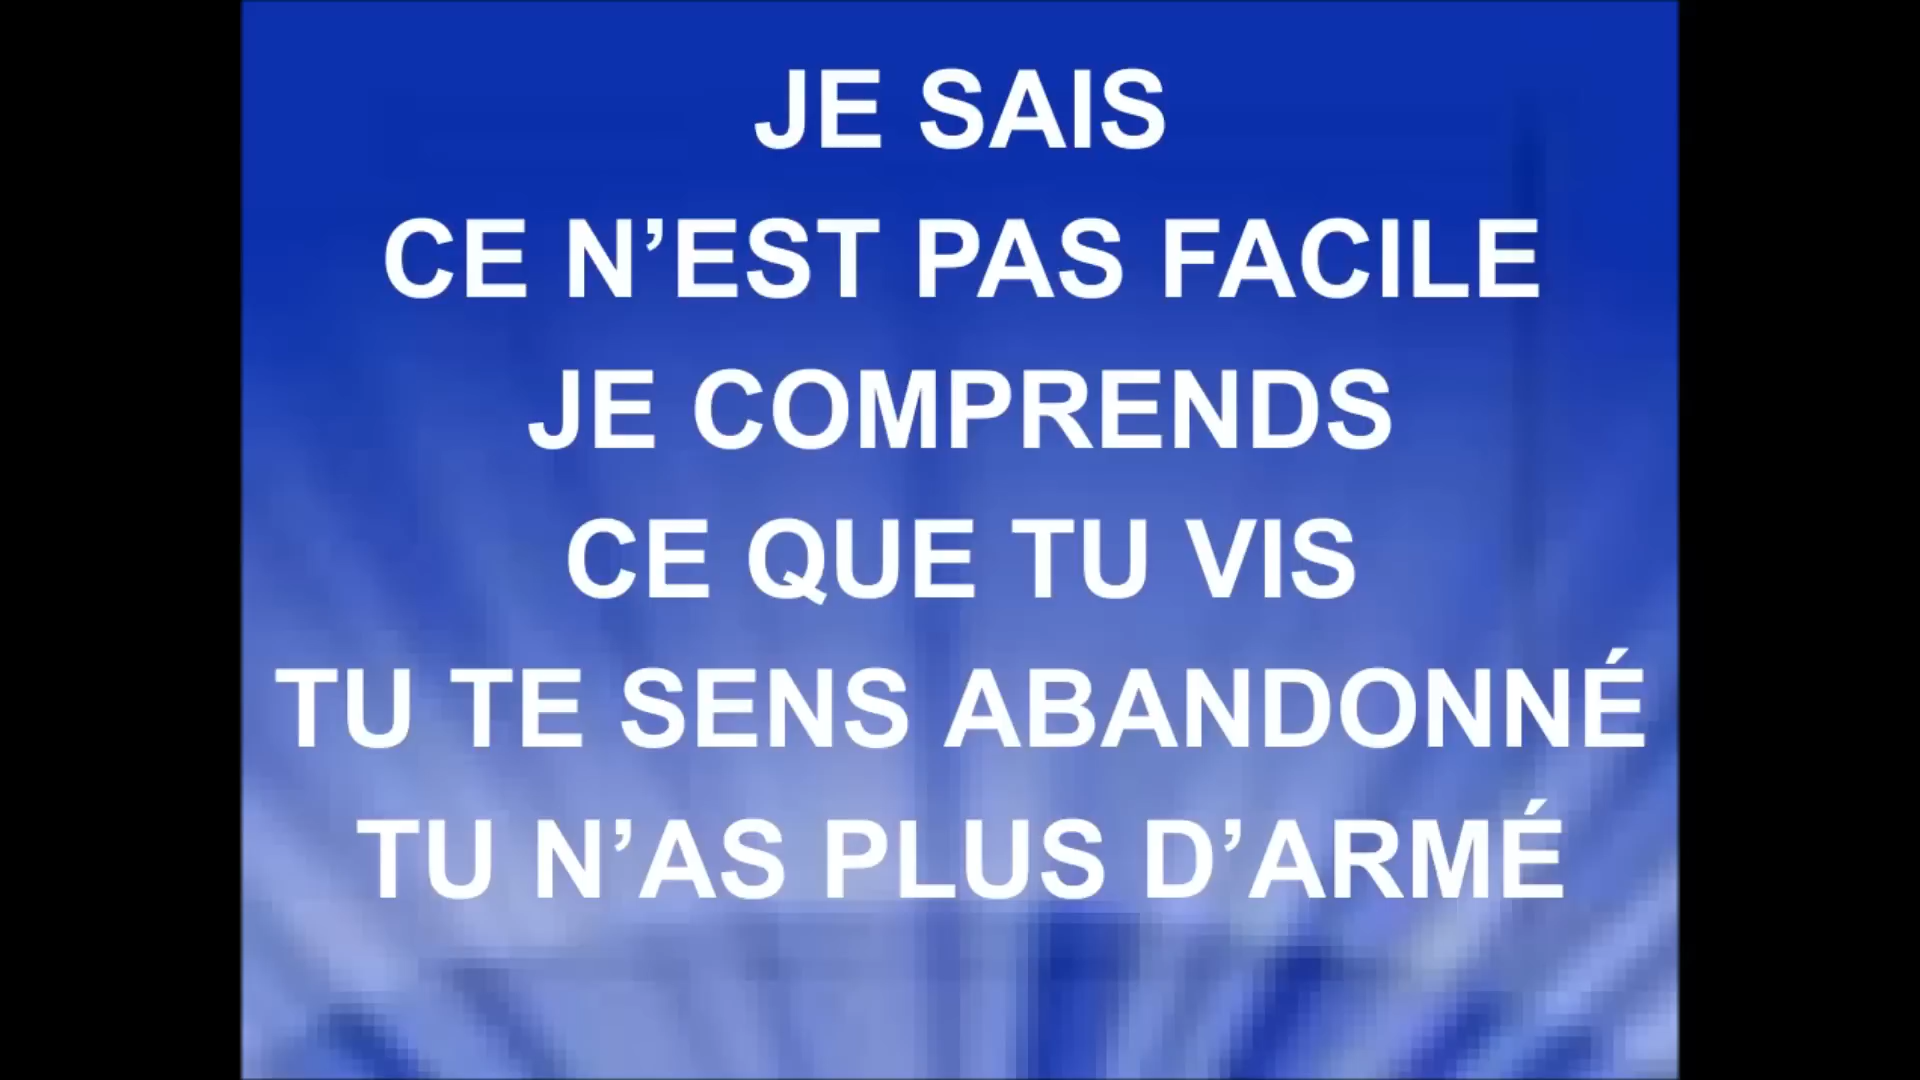 JE SAIS
CE N’EST PAS FACILE
JE COMPRENDS
CE QUE TU VIS
TU TE SENS ABANDONNÉ
TU N’AS PLUS D’ARMÉ